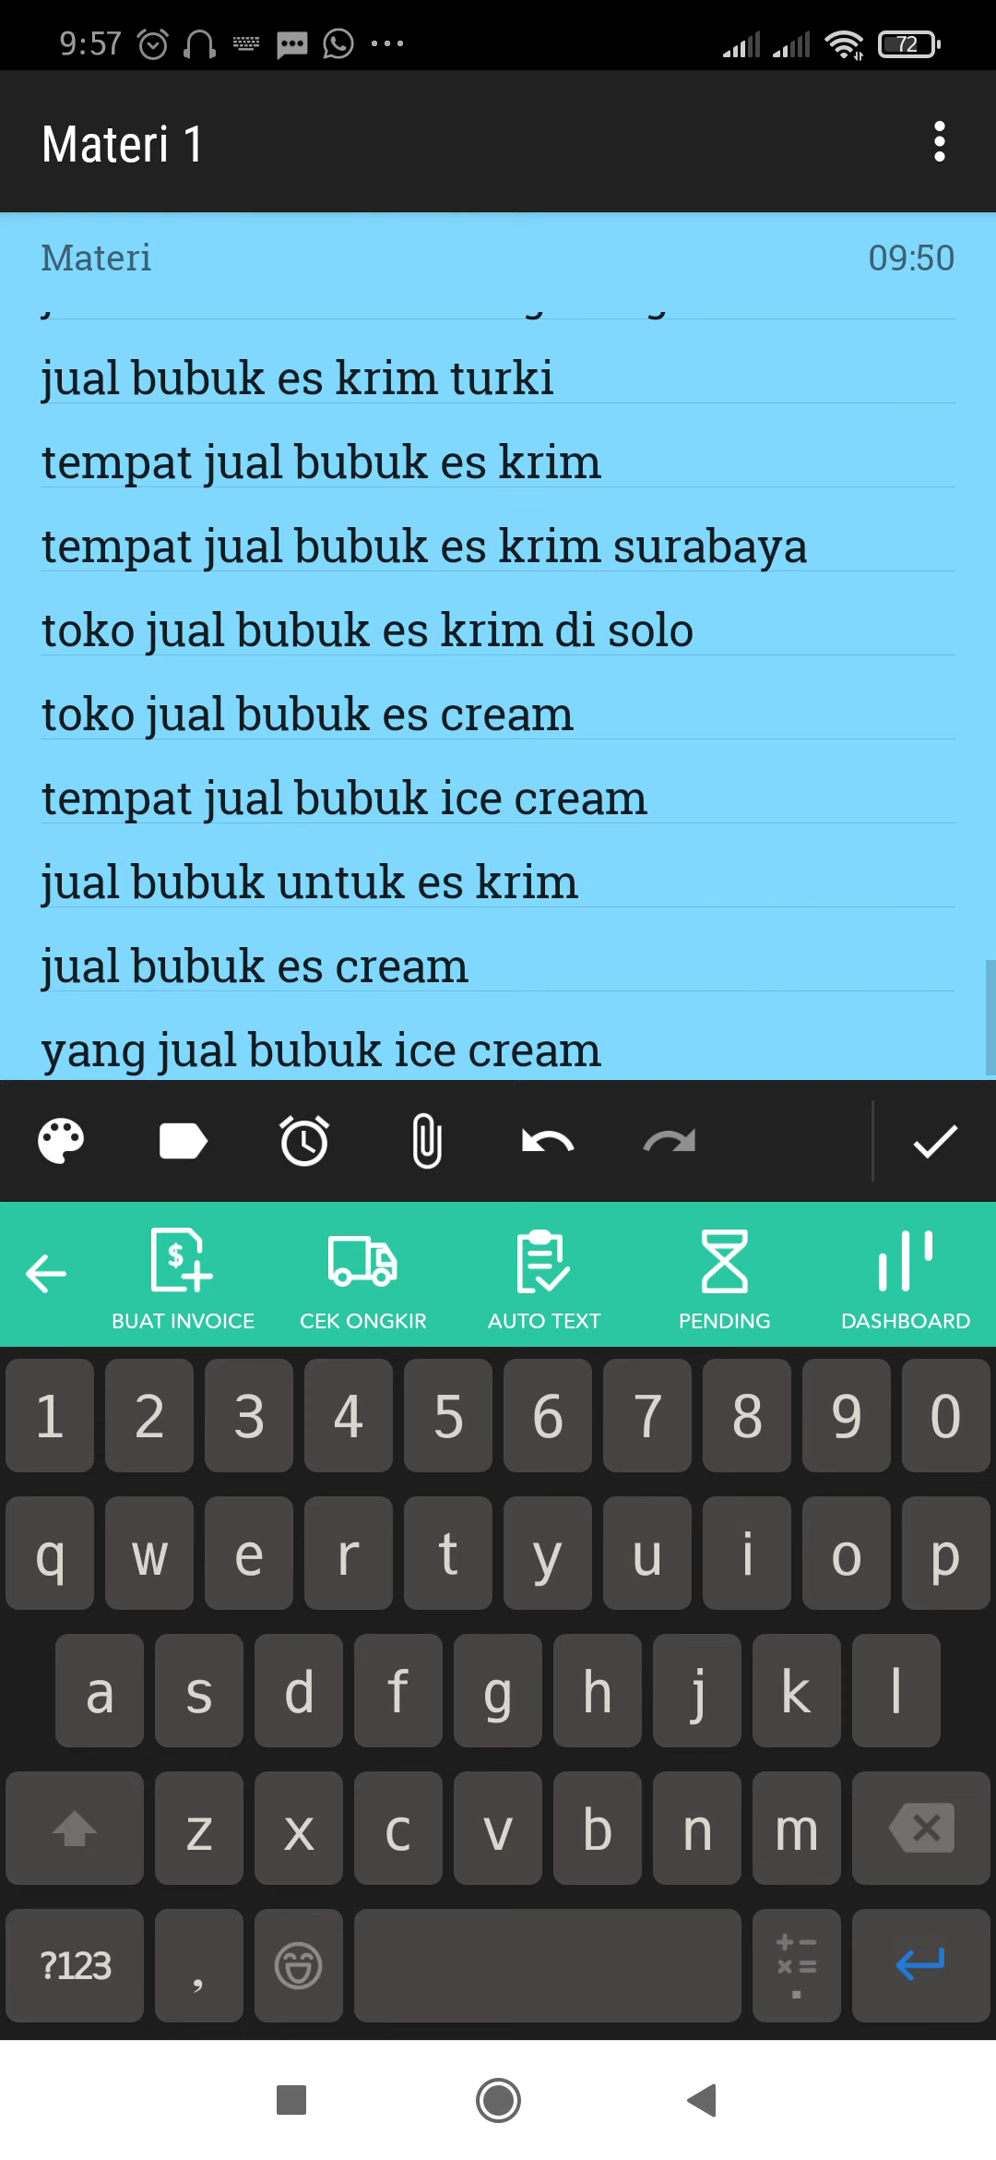 9:57
72
Materi 1
Materi 09:50
jual bubuk es krim turki
tempat jual bubuk es krim
tempat jual bubuk es krim surabaya
toko jual bubuk es krim di solo
toko jual bubuk es cream
tempat jual bubuk ice cream
jual bubuk untuk es krim
jual bubuk es cream
yang jual bubuk ice cream
BUAT INVOICE CEK ONGKIR AUTO TEXT PENDING DASHBOARD
1 2 3 4 5 6 7 8 9 0
q w e r t y u i o p
a s d f g h j k l
z x c v b n m
?123 , + − × = .